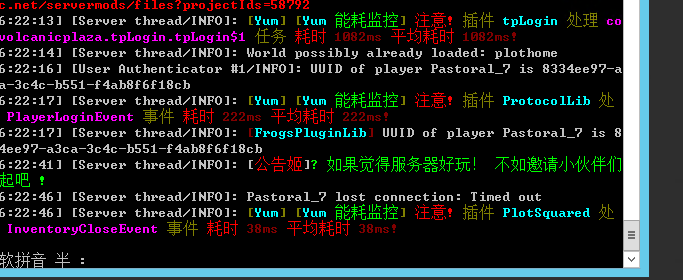 c.net/servermods/files?projectIds=58792
6:22:13] [Server thread/INFO]: [Yum] [Yum 能耗监控] 注意! 插件 tpLogin 处理 co
volcanicplaza.tpLogin.tpLogin$1 任务 耗时 1082ms 平均耗时 1082ms!
6:22:14] [Server thread/INFO]: World possibly already loaded: plothome
6:22:16] [User Authenticator #1/INFO]: UUID of player Pastoral_7 is 8334ee97-a
a-3c4c-b551-f4ab8f6f18cb
6:22:17] [Server thread/INFO]: [Yum] [Yum 能耗监控] 注意! 插件 ProtocolLib 处
PlayerLoginEvent 事件 耗时 222ms 平均耗时 222ms!
6:22:17] [Server thread/INFO]: [FrogsPluginLib] UUID of player Pastoral_7 is 8
4ee97-a3ca-3c4c-b551-f4ab8f6f18cb
6:22:41] [Server thread/INFO]: [公告姬]? 如果觉得服务器好玩! 不如邀请小伙伴们
起吧 !
6:22:46] [Server thread/INFO]: Pastoral_7 lost connection: Timed out
6:22:46] [Server thread/INFO]: [Yum] [Yum 能耗监控] 注意! 插件 PlotSquared 处
InventoryCloseEvent 事件 耗时 38ms 平均耗时 38ms!
软拼音 半 :